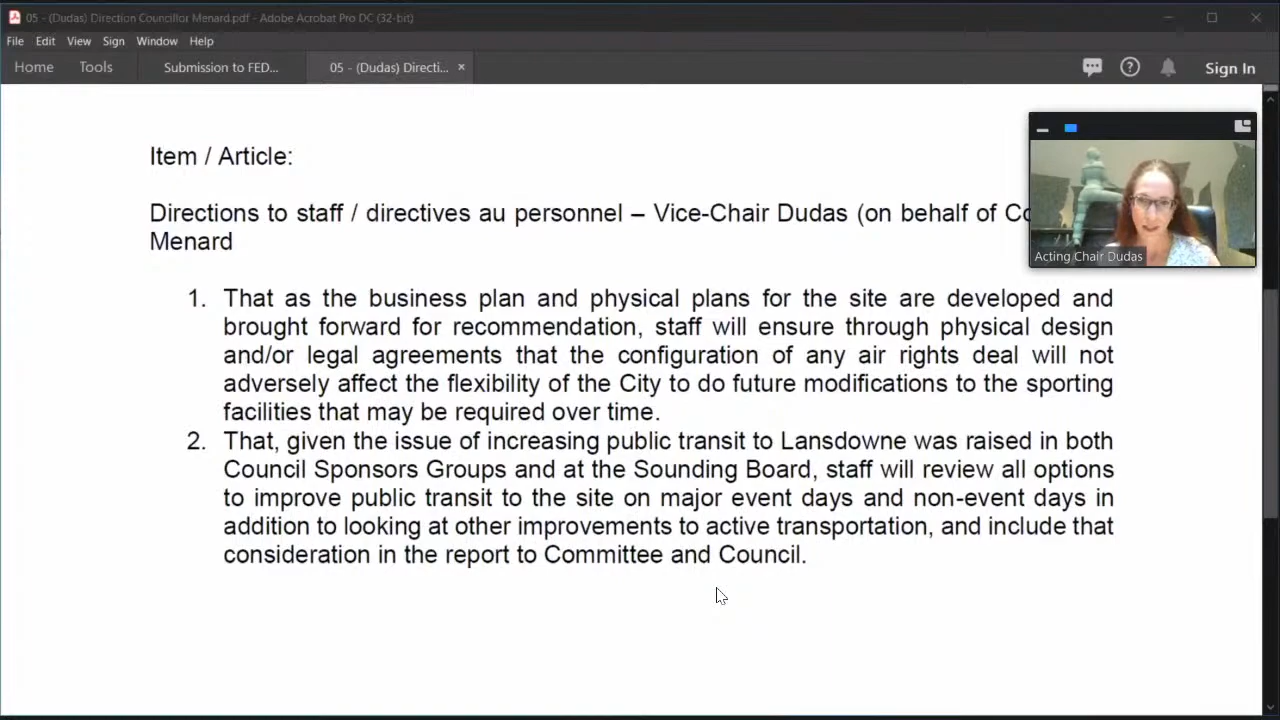 05 - (Dudas) Direction Councillor Menard.pdf - Adobe Acrobat Pro DC (32-bit)
File Edit View Sign Window Help
Home Tools Submission to FED... 05 - (Dudas) Directi... × Sign In
Item / Article:
Directions to staff / directives au personnel – Vice-Chair Dudas (on behalf of
Menard
Acting Chair Dudas
1. That as the business plan and physical plans for the site are developed and
brought forward for recommendation, staff will ensure through physical design
and/or legal agreements that the configuration of any air rights deal will not
adversely affect the flexibility of the City to do future modifications to the sporting
facilities that may be required over time.
2. That, given the issue of increasing public transit to Lansdowne was raised in both
Council Sponsors Groups and at the Sounding Board, staff will review all options
to improve public transit to the site on major event days and non-event days in
addition to looking at other improvements to active transportation, and include that
consideration in the report to Committee and Council.